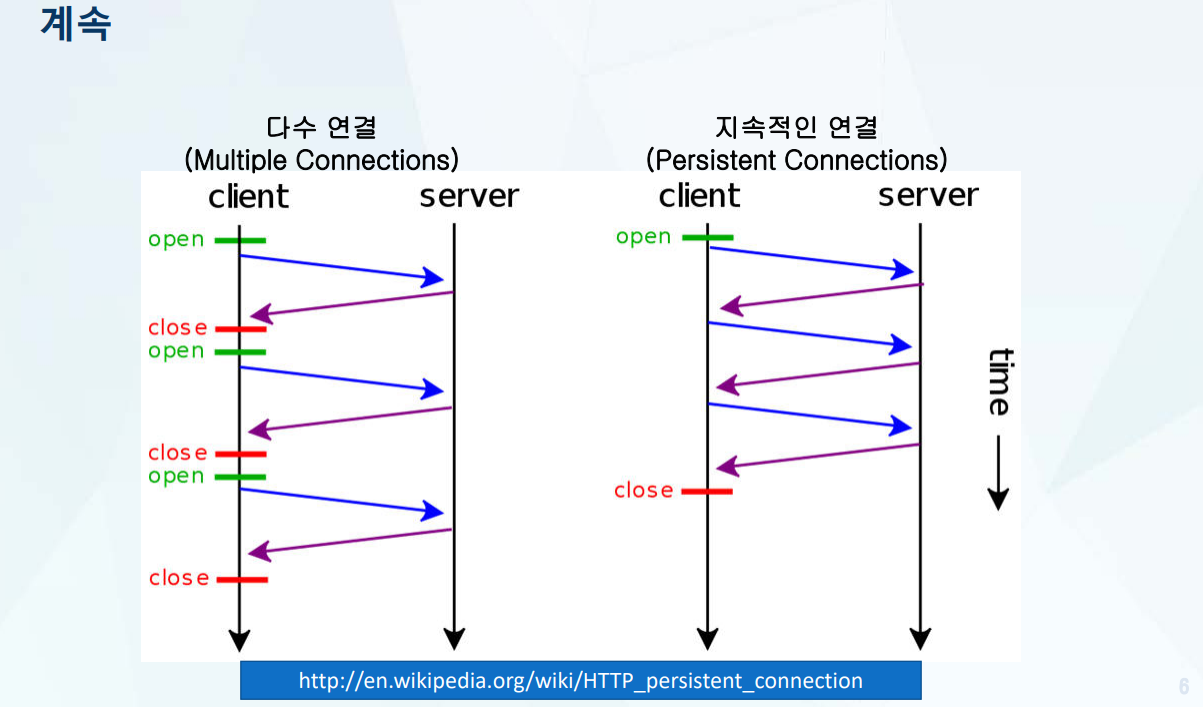 계속
다수 연결
(Multiple Connections)
지속적인 연결
(Persistent Connections)
client
server
open
close
open
close
open
close
client
server
open
close
time
http://en.wikipedia.org/wiki/HTTP_persistent_connection
6